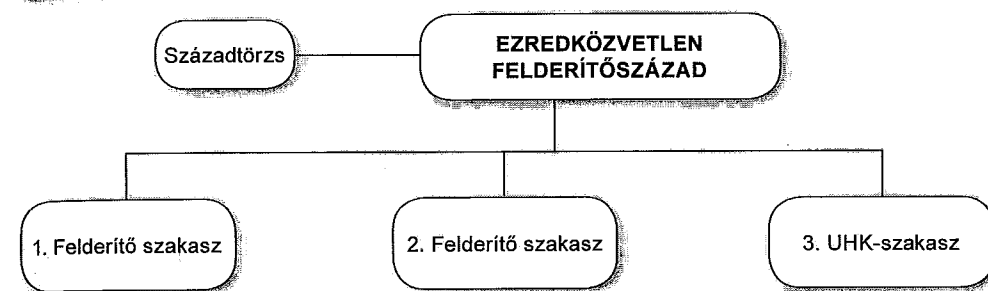 Századtörzs
EZREDKÖZVETLEN
FELDERÍTŐSZÁZAD
1. Felderítő szakasz
2. Felderítő szakasz
3. UHK-szakasz